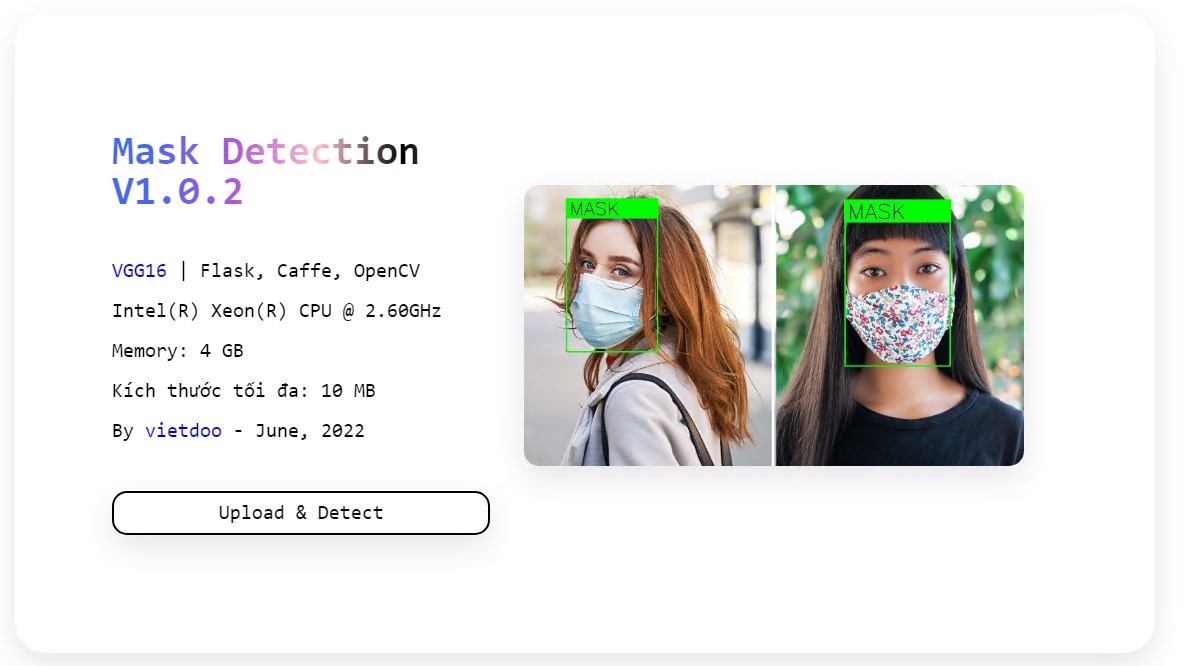 Mask Detection
V1.0.2
VGG16 | Flask, Caffe, OpenCV
Intel(R) Xeon(R) CPU @ 2.60GHz
Memory: 4 GB
Kích thước tối đa: 10 MB
By vietdoo - June, 2022
Upload & Detect
MASK
MASK